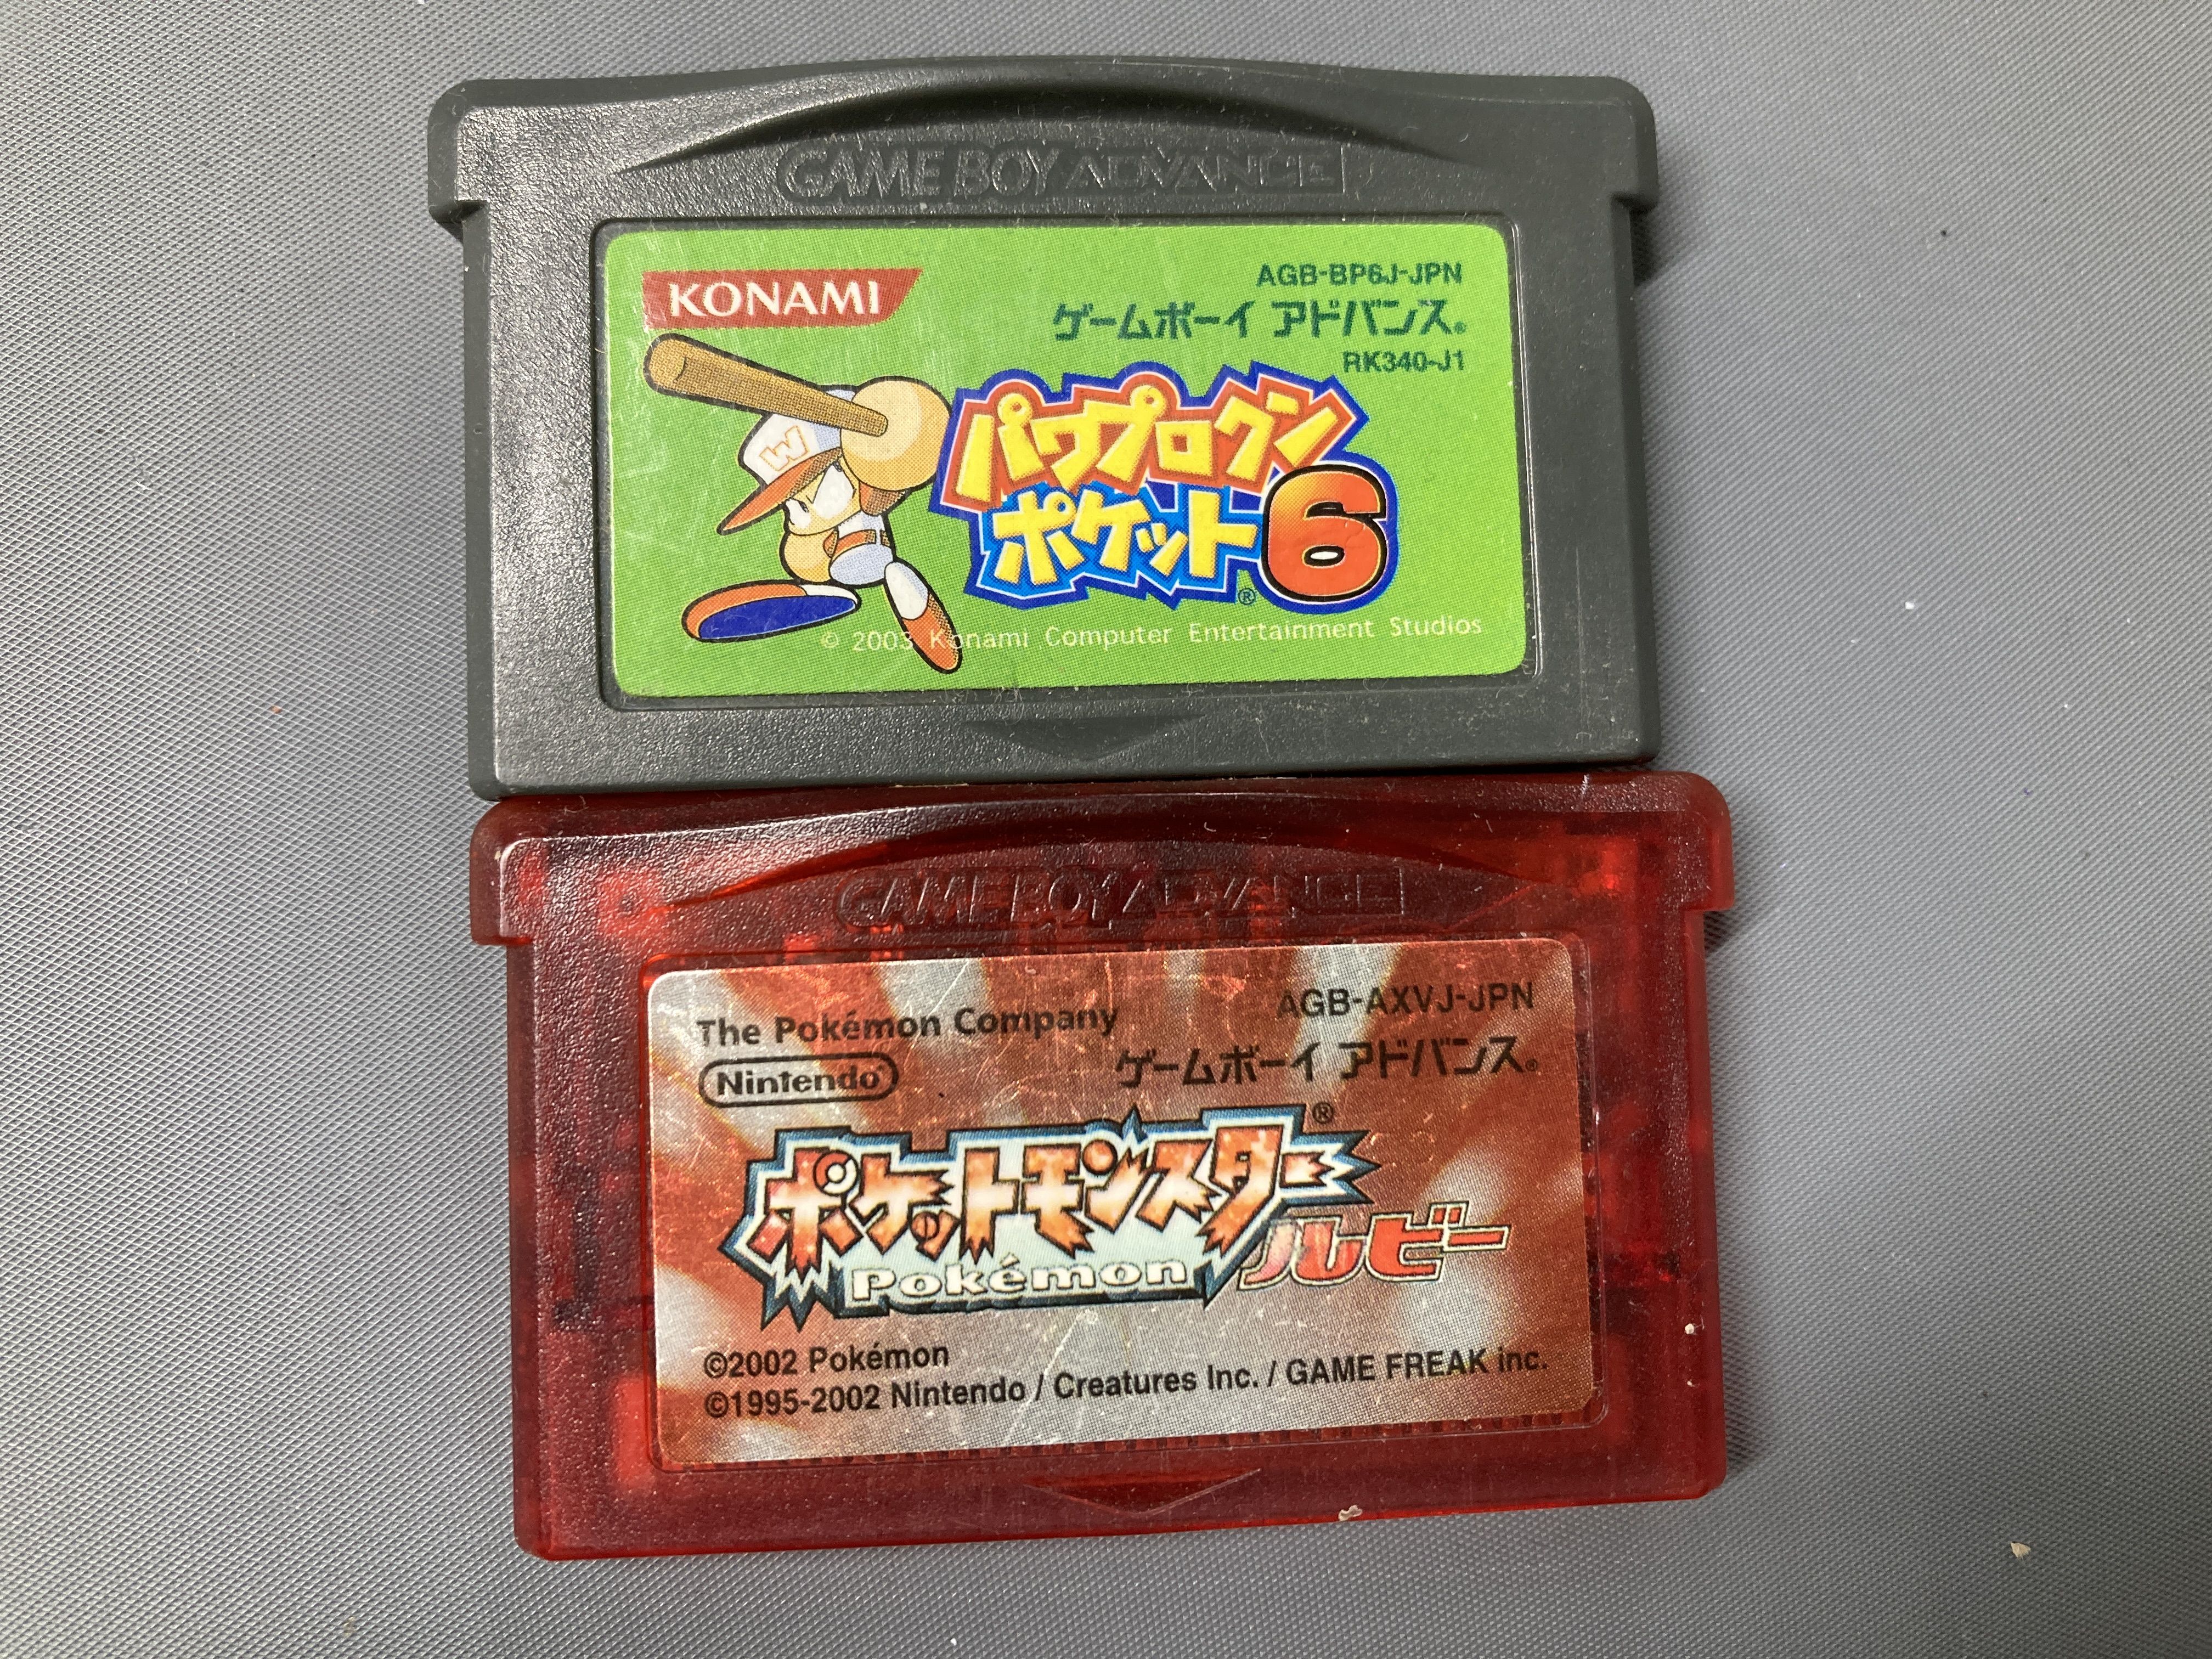 GAME BOY ADVANCE
KONAMI
AGB-BP6J-JPN
ゲームボーイ アドバンス®
RK340-J1
W
パワプロクン
ポケット6®
© 2003 Konami Computer Entertainment Studios
GAME BOY ADVANCE
The Pokémon Company
AGB-AXVJ-JPN
Nintendo®
ゲームボーイ アドバンス®
ポケットモンスター®
ルビー
Pokémon
©2002 Pokémon
©1995-2002 Nintendo / Creatures Inc. / GAME FREAK inc.